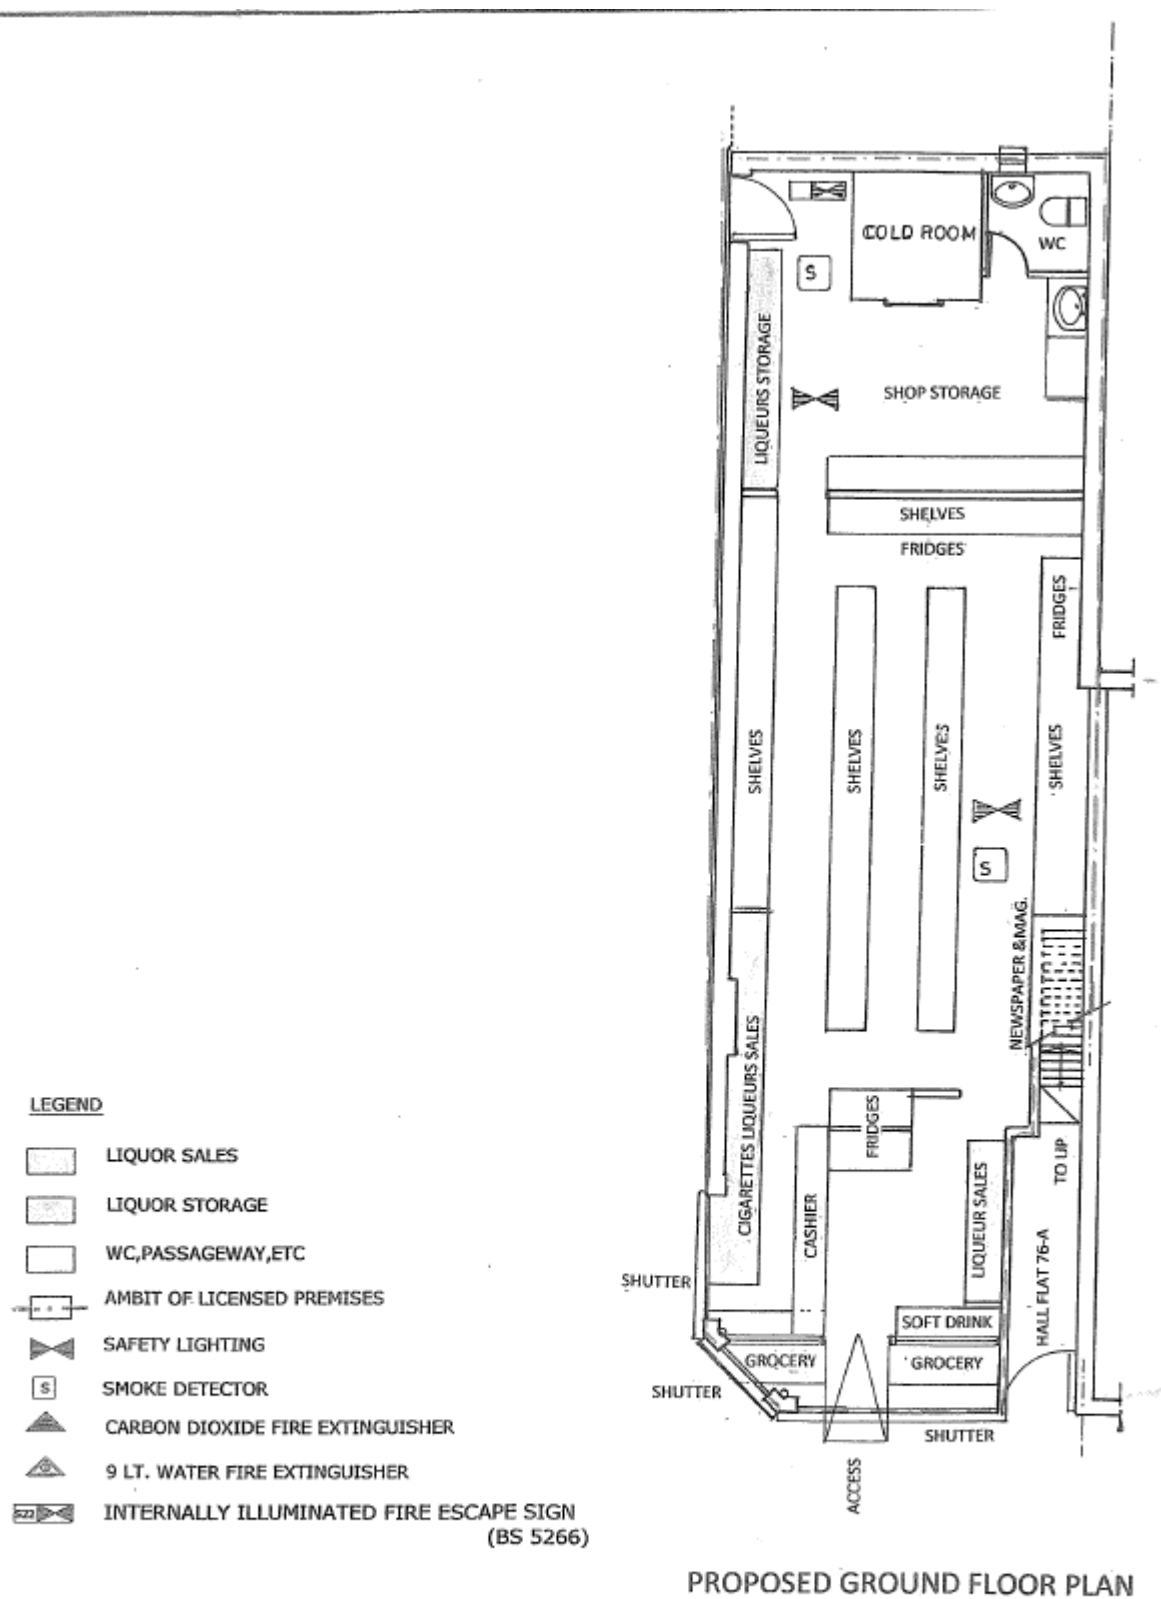 COLD ROOM
WC
S
LIQUEURS STORAGE
SHOP STORAGE
SHELVES
FRIDGES
FRIDGES
SHELVES
SHELVES
SHELVES
SHELVES
S
NEWSPAPER & MAG.
CIGARETTES LIQUEURS SALES
FRIDGES
CASHIER
LIQUEUR SALES
TO UP
HALL FLAT 76-A
SHUTTER
SOFT DRINK
GROCERY
GROCERY
SHUTTER
SHUTTER
ACCESS
LEGEND
LIQUOR SALES
LIQUOR STORAGE
WC,PASSAGEWAY,ETC
AMBIT OF LICENSED PREMISES
SAFETY LIGHTING
S SMOKE DETECTOR
CARBON DIOXIDE FIRE EXTINGUISHER
9 LT. WATER FIRE EXTINGUISHER
INTERNALLY ILLUMINATED FIRE ESCAPE SIGN
(BS 5266)
PROPOSED GROUND FLOOR PLAN